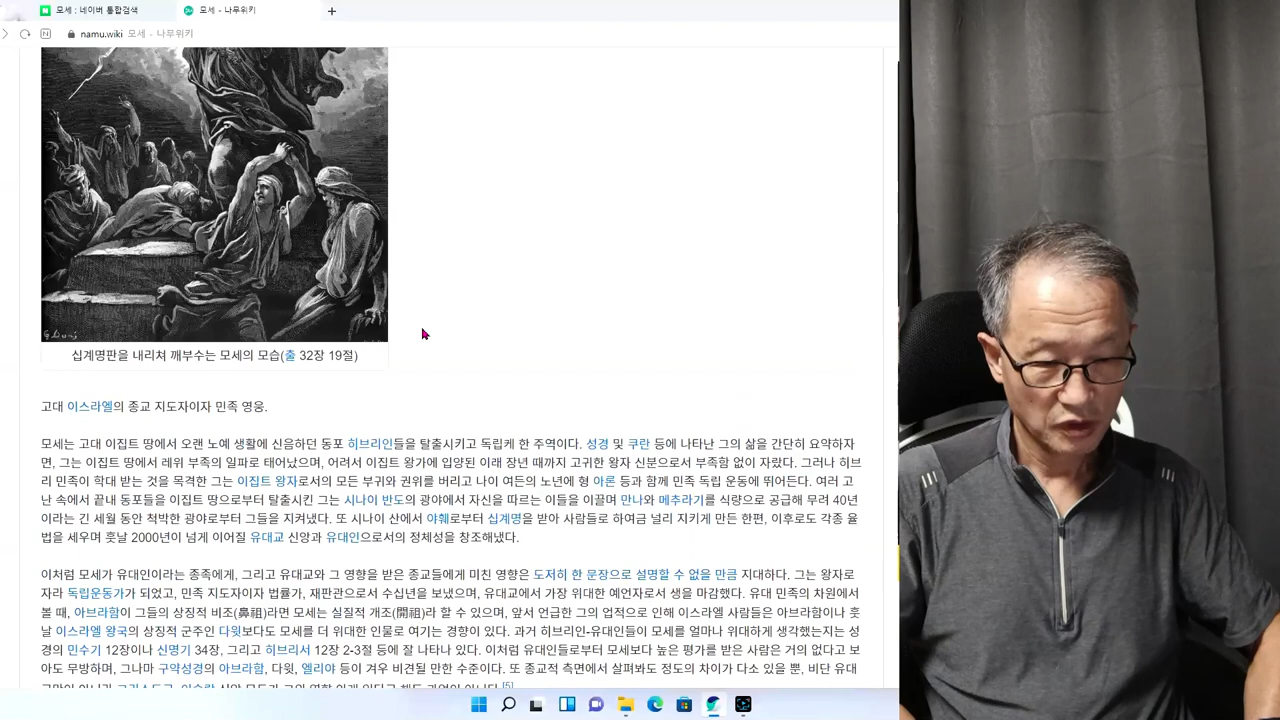 모세 : 네이버 통합검색
모세 - 나무위키
namu.wiki 모세 - 나무위키
십계명판을 내리쳐 깨부수는 모세의 모습(출 32장 19절)
고대 이스라엘의 종교 지도자이자 민족 영웅.
모세는 고대 이집트 땅에서 오랜 노예 생활에 신음하던 동포 히브리인들을 탈출시키고 독립케 한 주역이다. 성경 및 쿠란 등에 나타난 그의 삶을 간단히 요약하자
면, 그는 이집트 땅에서 레위 부족의 일파로 태어났으며, 어려서 이집트 왕가에 입양된 이래 장년 때까지 고귀한 왕자 신분으로서 부족함 없이 자랐다. 그러나 히브
리 민족이 학대 받는 것을 목격한 그는 이집트 왕자로서의 모든 부귀와 권위를 버리고 나이 여든의 노년에 형 아론 등과 함께 민족 독립 운동에 뛰어든다. 여러 고
난 속에서 끝내 동포들을 이집트 땅으로부터 탈출시킨 그는 시나이 반도의 광야에서 자신을 따르는 이들을 이끌며 만나와 메추라기를 식량으로 공급해 무려 40년
이라는 긴 세월 동안 척박한 광야로부터 그들을 지켜냈다. 또 시나이 산에서 야훼로부터 십계명을 받아 사람들로 하여금 널리 지키게 만든 한편, 이후로도 각종 율
법을 세우며 훗날 2000년이 넘게 이어질 유대교 신앙과 유대인으로서의 정체성을 창조해냈다.
이처럼 모세가 유대인이라는 종족에게, 그리고 유대교와 그 영향을 받은 종교들에게 미친 영향은 도저히 한 문장으로 설명할 수 없을 만큼 지대하다. 그는 왕자로
자라 독립운동가가 되었고, 민족 지도자이자 법률가, 재판관으로서 수십년을 보냈으며, 유대교에서 가장 위대한 예언자로서 생을 마감했다. 유대 민족의 차원에서
볼 때, 아브라함이 그들의 상징적 비조(鼻祖)라면 모세는 실질적 개조(開祖)라 할 수 있으며, 앞서 언급한 그의 업적으로 인해 이스라엘 사람들은 아브라함이나 훗
날 이스라엘 왕국의 상징적 군주인 다윗보다도 모세를 더 위대한 인물로 여기는 경향이 있다. 과거 히브리인-유대인들이 모세를 얼마나 위대하게 생각했는지는 성
경의 민수기 12장이나 신명기 34장, 그리고 히브리서 12장 2-3절 등에 잘 나타나 있다. 이처럼 유대인들로부터 모세보다 높은 평가를 받은 사람은 거의 없다고 보
아도 무방하며, 그나마 구약성경의 아브라함, 다윗, 엘리야 등이 겨우 비견될 만한 수준이다. 또 종교적 측면에서 살펴봐도 정도의 차이가 다소 있을 뿐, 비단 유대